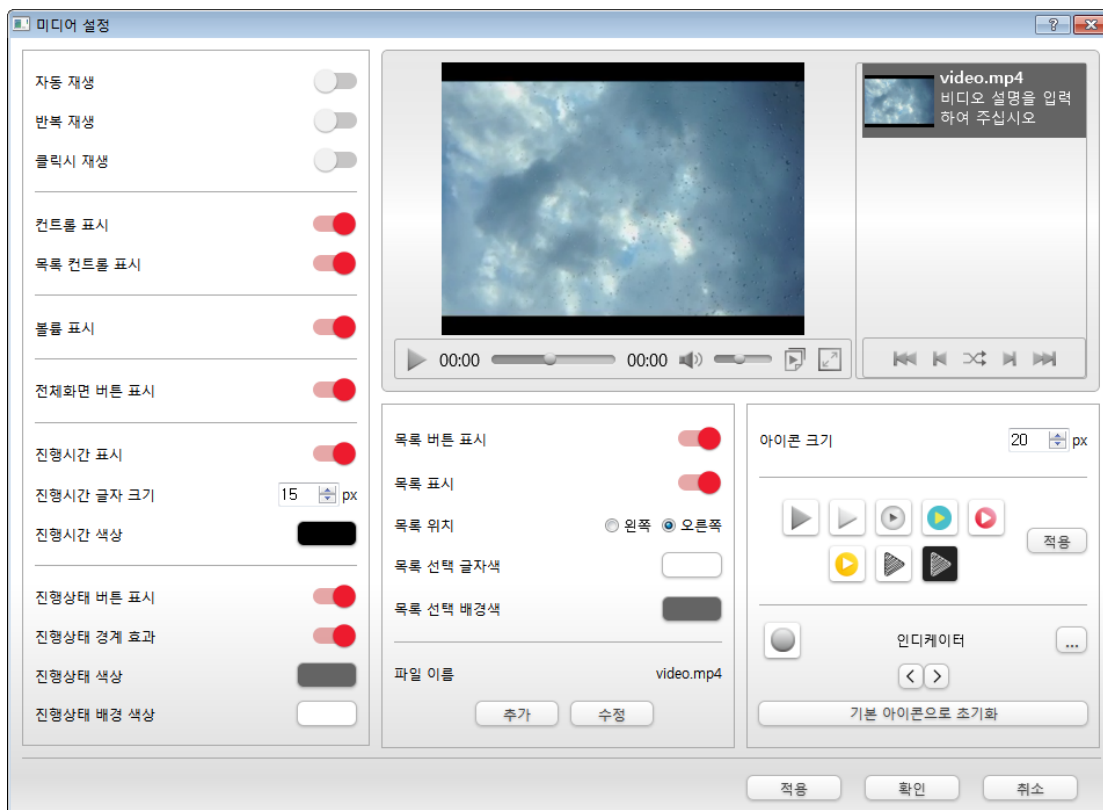 미디어 설정
자동 재생
반복 재생
클릭시 재생
컨트롤 표시
목록 컨트롤 표시
볼륨 표시
전체화면 버튼 표시
진행시간 표시
진행시간 글자 크기 15 px
진행시간 색상
진행상태 버튼 표시
진행상태 경계 효과
진행상태 색상
진행상태 배경 색상
00:00 00:00
video.mp4
비디오 설명을 입력
하여 주십시오
목록 버튼 표시
목록 표시
목록 위치 왼쪽 오른쪽
목록 선택 글자색
목록 선택 배경색
파일 이름 video.mp4
추가 수정
아이콘 크기 20 px
적용
인디케이터 ...
< >
기본 아이콘으로 초기화
적용 확인 취소